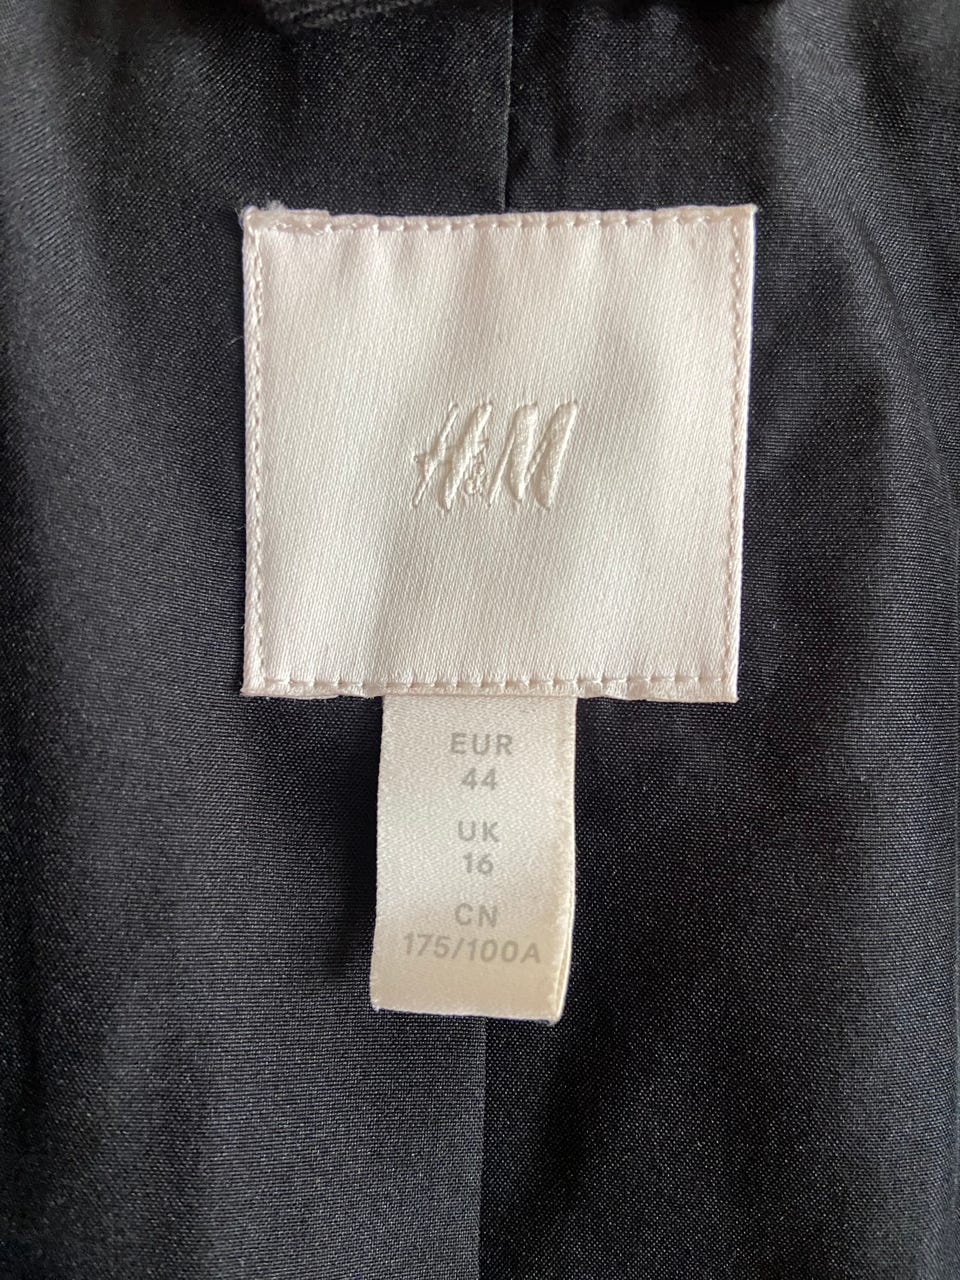 H&M
EUR
44
UK
16
CN
175/100A